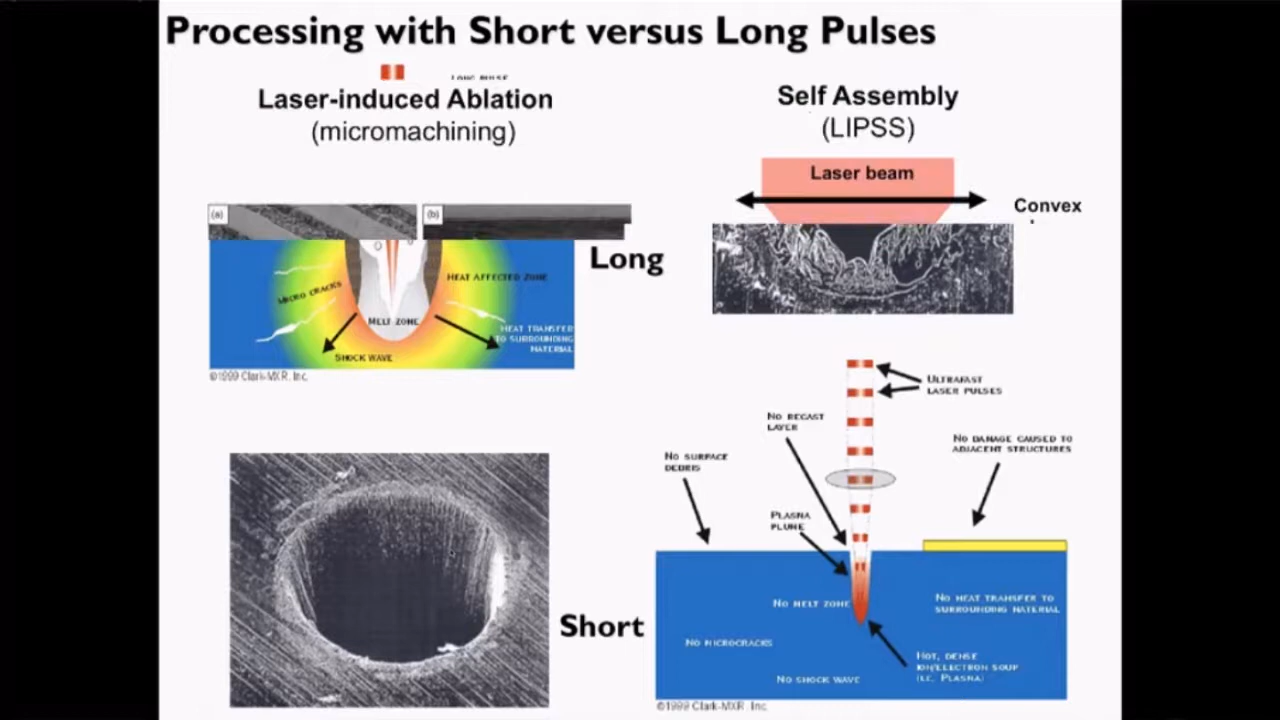 Processing with Short versus Long Pulses
Laser-induced Ablation
(micromachining)
Self Assembly
(LIPSS)
Laser beam
Convex
(a)
(b)
Long
HEAT AFFECTED ZONE
MICRO CRACKS
MELT ZONE
HEAT TRANSFER
TO SURROUNDING
MATERIAL
SHOCK WAVE
©1999 Clark-MXR, Inc.
ULTRAFAST
LASER PULSES
NO RECAST
LAYER
NO DAMAGE CAUSED TO
ADJACENT STRUCTURES
NO SURFACE
DEBRIS
PLASMA
PLUME
NO MELT ZONE
NO HEAT TRANSFER TO
SURROUNDING MATERIAL
Short
NO MICROCRACKS
HOT, DENSE
ION/ELECTRON SOUP
(I.E. PLASMA)
NO SHOCK WAVE
©1999 Clark-MXR, Inc.